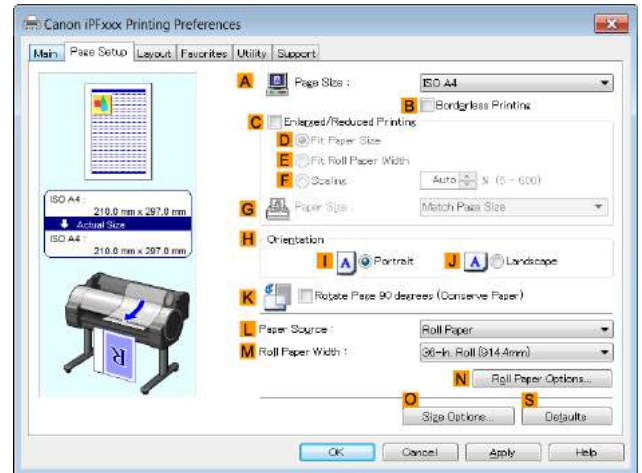 Canon iPFxxx Printing Preferences
Main Page Setup Layout Favorites Utility Support
A Page Size : ISO A4
B Borderless Printing
C Enlarged/Reduced Printing
D Fit Paper Size
E Fit Roll Paper Width
F Scaling Auto % (5 - 600)
G Paper Size : Match Page Size
ISO A4 :
210.0 mm x 297.0 mm
Actual Size
ISO A4 :
210.0 mm x 297.0 mm
H Orientation
I A Portrait J A Landscape
K Rotate Page 90 degrees (Conserve Paper)
L Paper Source : Roll Paper
M Roll Paper Width : 36-in. Roll (914.4mm)
N Roll Paper Options...
O Size Options... S Defaults
R
OK Cancel Apply Help